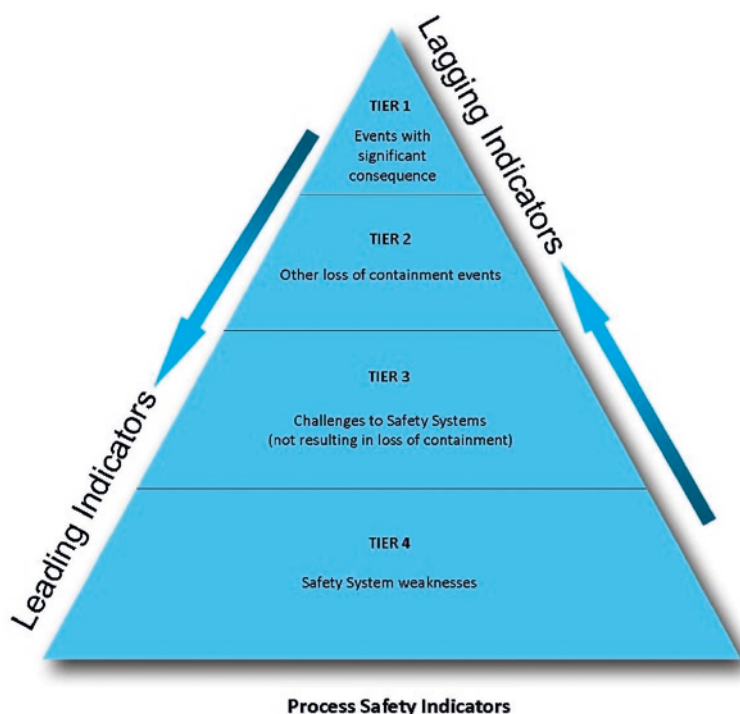 Lagging Indicators
TIER 1
Events with
significant
consequence
TIER 2
Other loss of containment events
TIER 3
Challenges to Safety Systems
(not resulting in loss of containment)
Leading Indicators
TIER 4
Safety System weaknesses
Process Safety Indicators